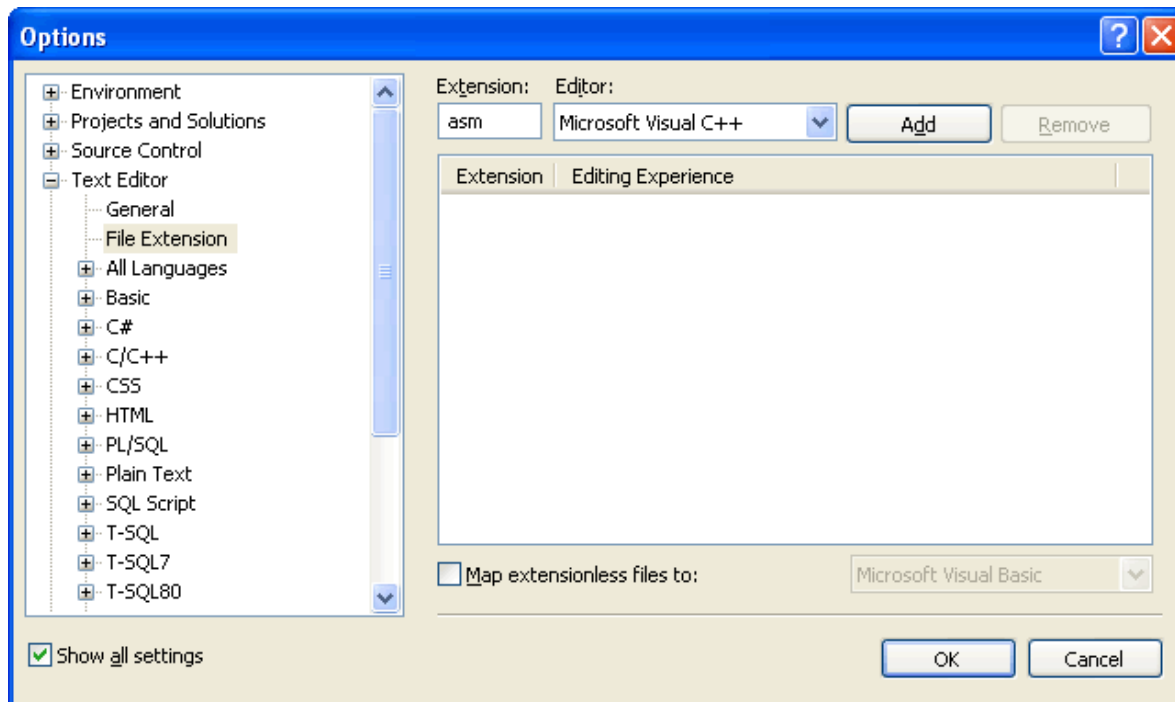 Options
Environment
Projects and Solutions
Source Control
Text Editor
General
File Extension
All Languages
Basic
C#
C/C++
CSS
HTML
PL/SQL
Plain Text
SQL Script
T-SQL
T-SQL7
T-SQL80
Show all settings
Extension: Editor:
asm Microsoft Visual C++ Add Remove
Extension Editing Experience
Map extensionless files to: Microsoft Visual Basic
OK Cancel